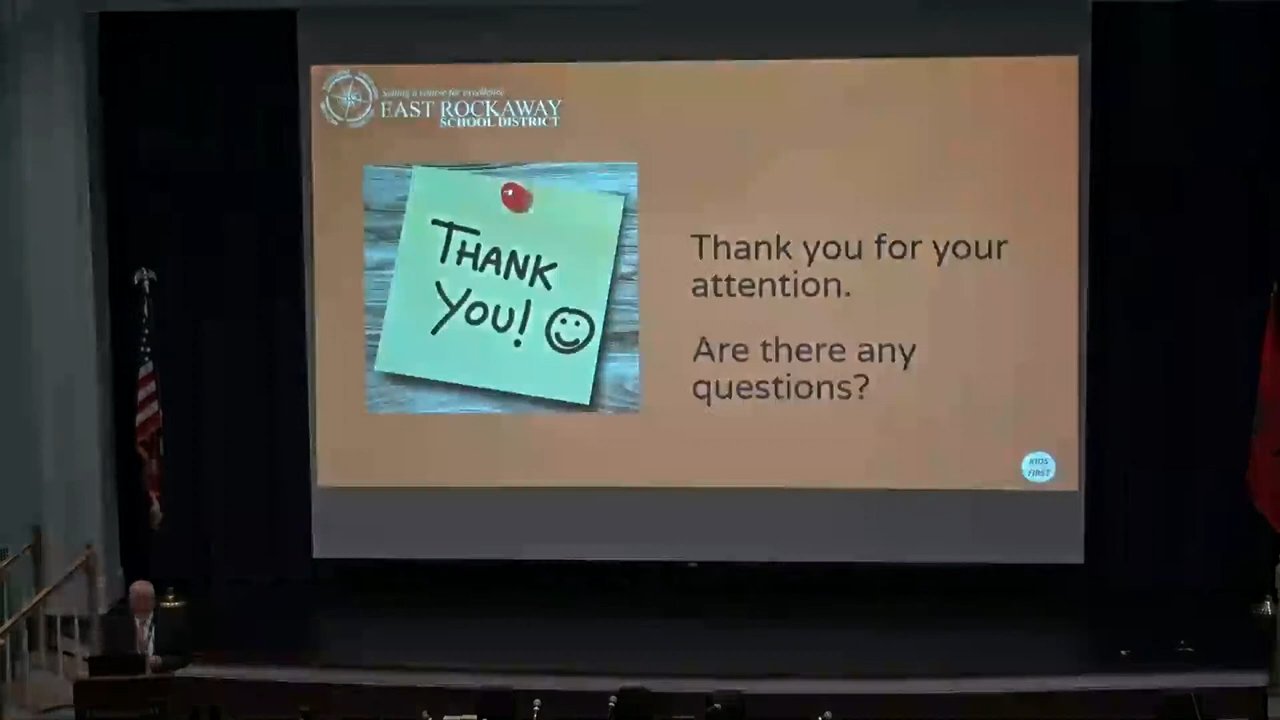 Setting a course for excellence
EAST ROCKAWAY
SCHOOL DISTRICT
THANK
YOU!
Thank you for your
attention.
Are there any
questions?
KIDS
FIRST